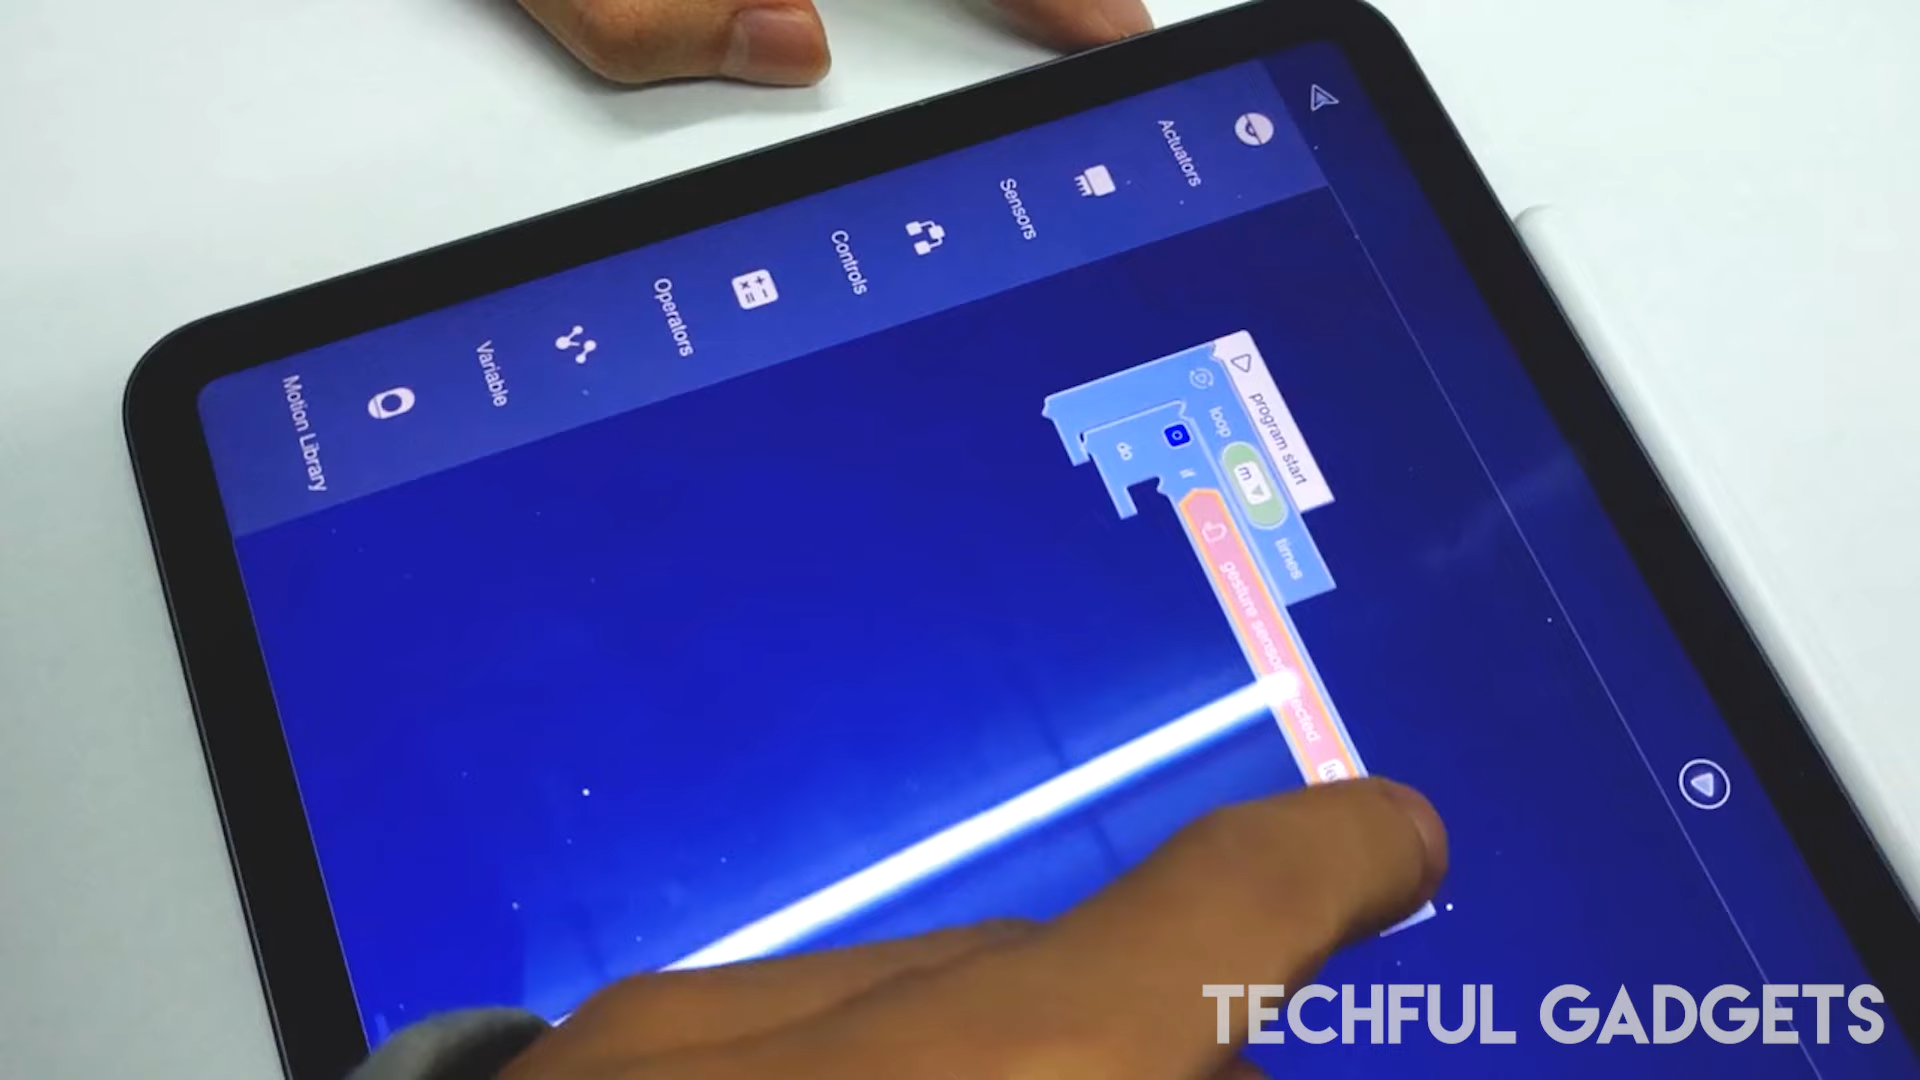 Actuators
Sensors
Controls
Operators
Variable
Motion Library
program start
loop m times
if gesture sensor
do
TECHFUL GADGETS